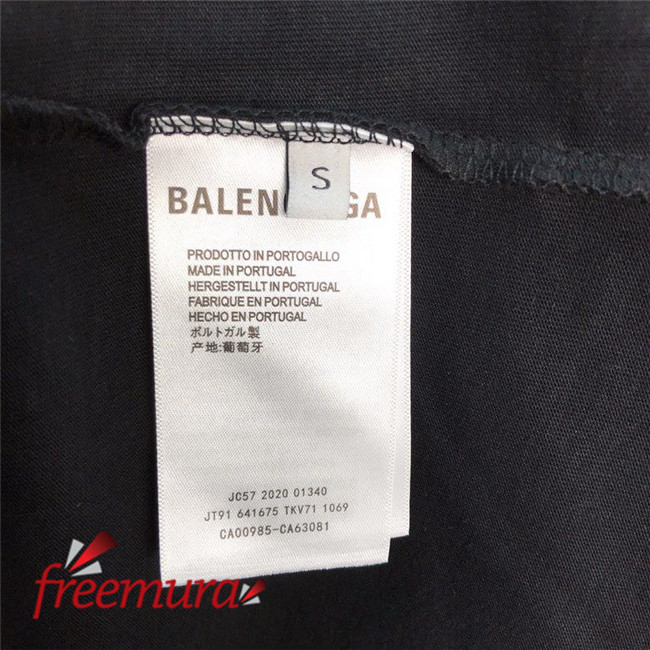 S
BALEN GA
PRODOTTO IN PORTOGALLO
MADE IN PORTUGAL
HERGESTELLT IN PORTUGAL
FABRIQUE EN PORTUGAL
HECHO EN PORTUGAL
ポルトガル製
产地:葡萄牙
JC57 2020 01340
JT91 641675 TKV71 1069
CA00985-CA63081
freemura